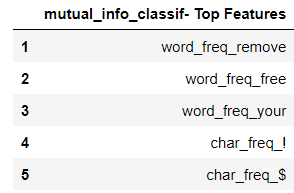 mutual_info_classif- Top Features
1 word_freq_remove
2 word_freq_free
3 word_freq_your
4 char_freq_!
5 char_freq_$